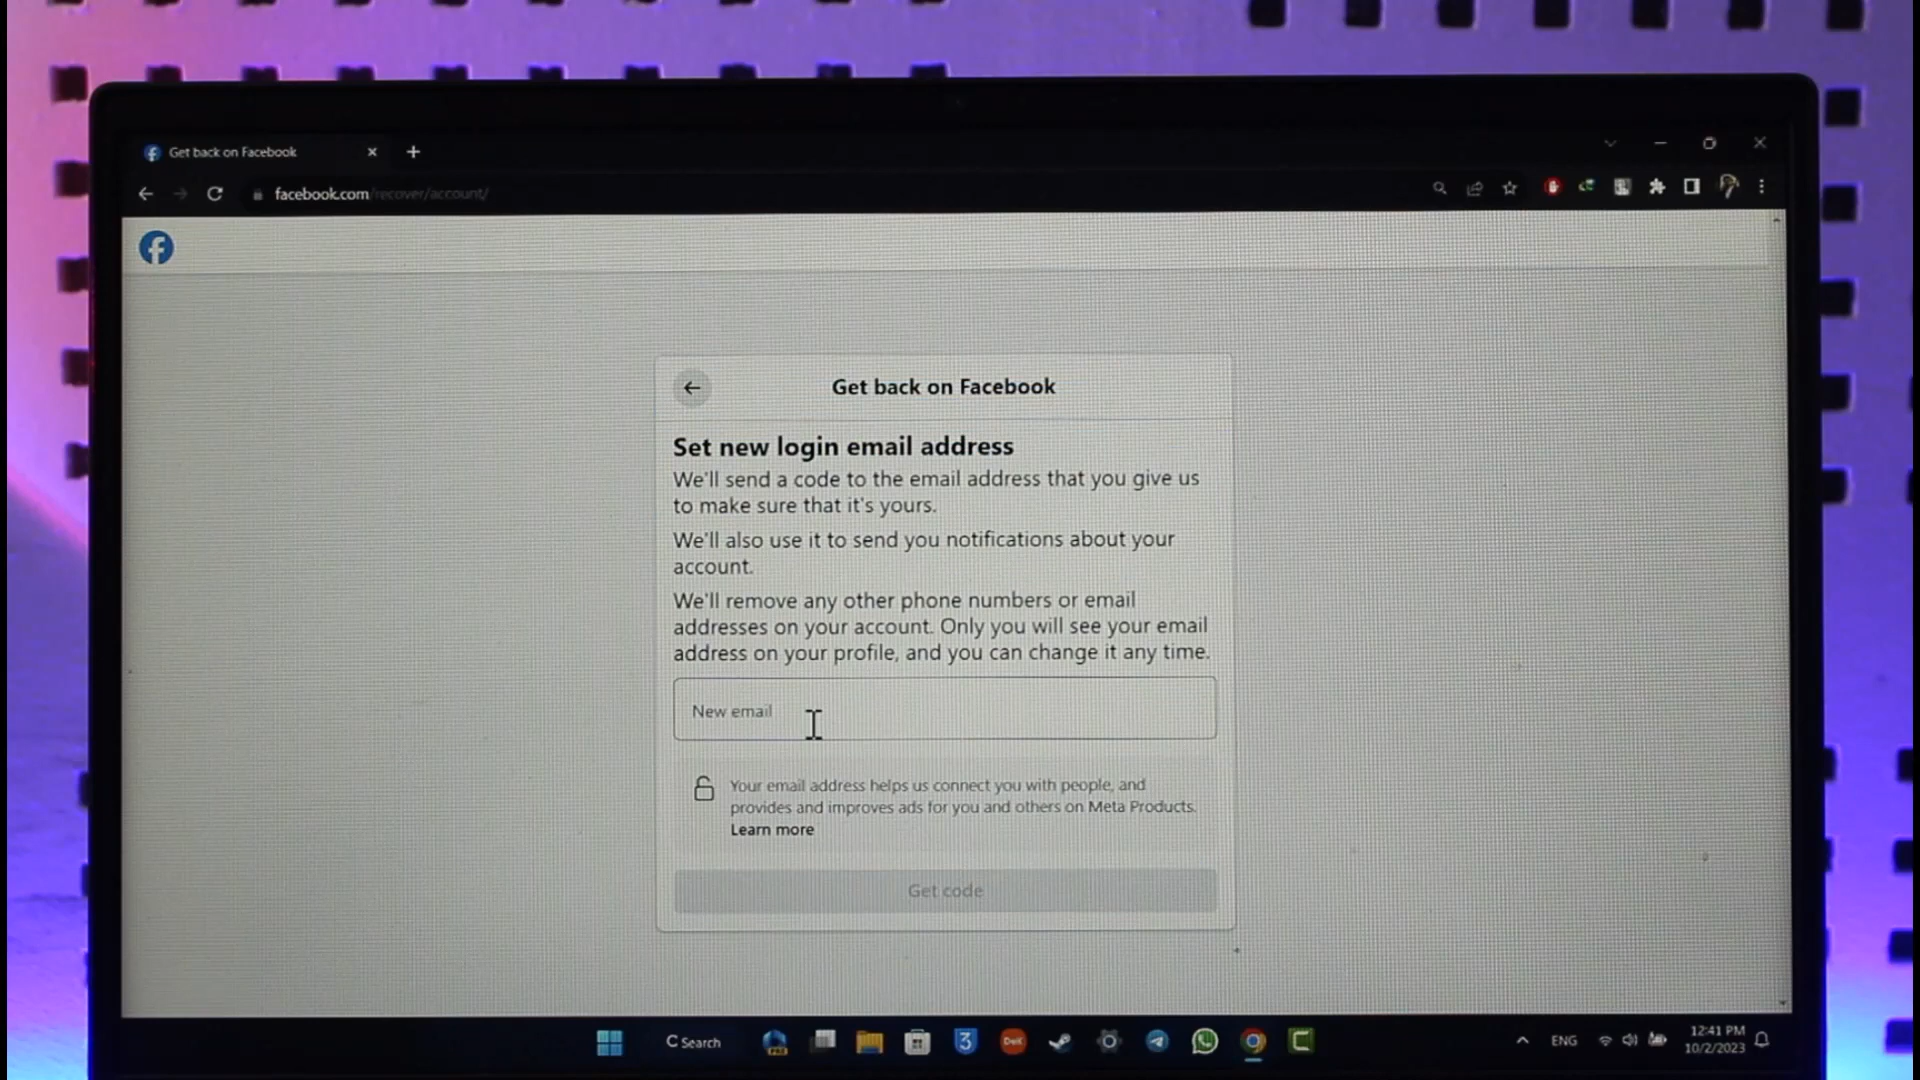 Get back on Facebook
facebook.com/recover/account/
Get back on Facebook
Set new login email address
We'll send a code to the email address that you give us
to make sure that it's yours.
We'll also use it to send you notifications about your
account.
We'll remove any other phone numbers or email
addresses on your account. Only you will see your email
address on your profile, and you can change it any time.
New email
Your email address helps us connect you with people, and
provides and improves ads for you and others on Meta Products.
Learn more
Get code
Search
ENG
12:41 PM
10/2/2023